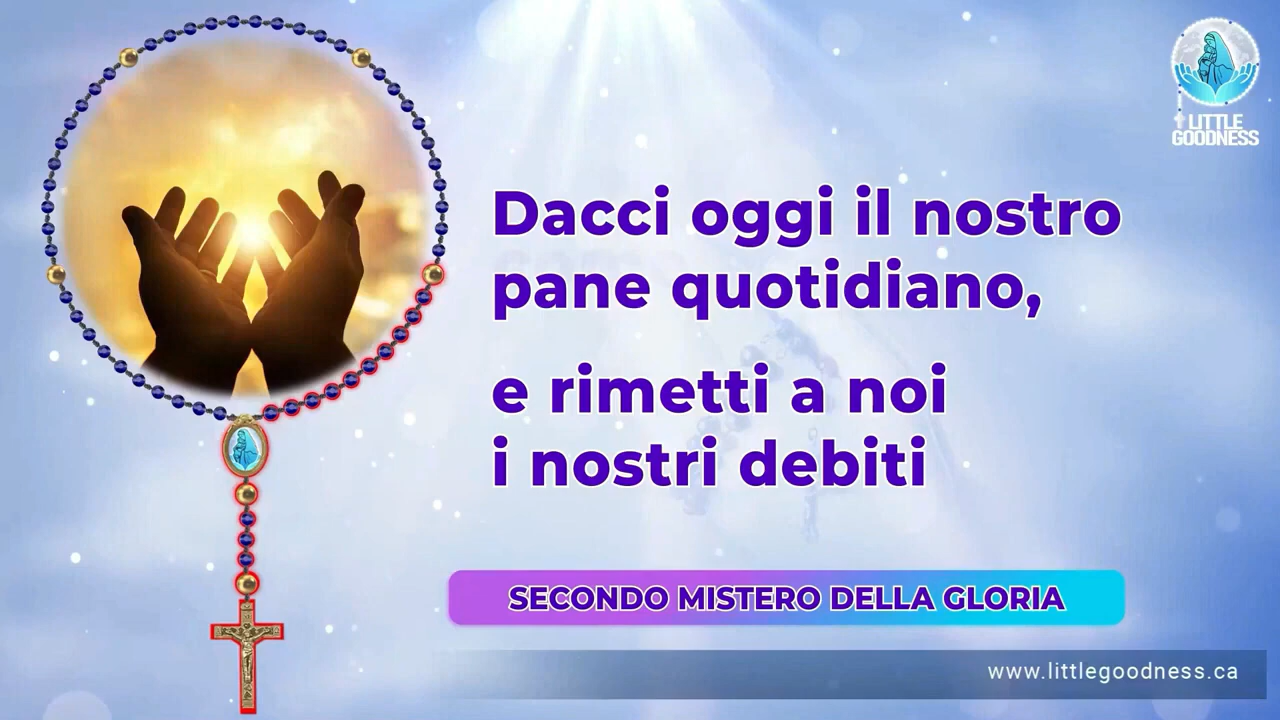 LITTLE
GOODNESS
Dacci oggi il nostro
pane quotidiano,
e rimetti a noi
i nostri debiti
SECONDO MISTERO DELLA GLORIA
www.littlegoodness.ca